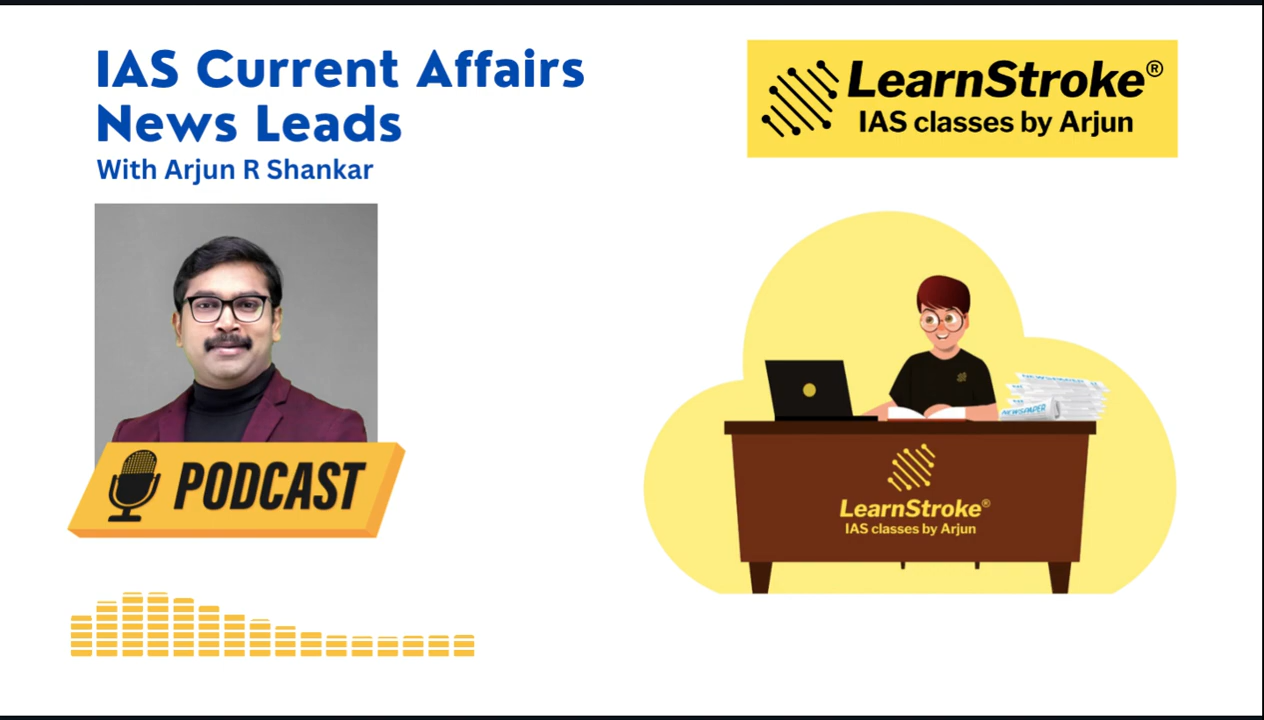 IAS Current Affairs
News Leads
With Arjun R Shankar
LearnStroke®
IAS classes by Arjun
PODCAST
NEWSPAPER
LearnStroke®
IAS classes by Arjun